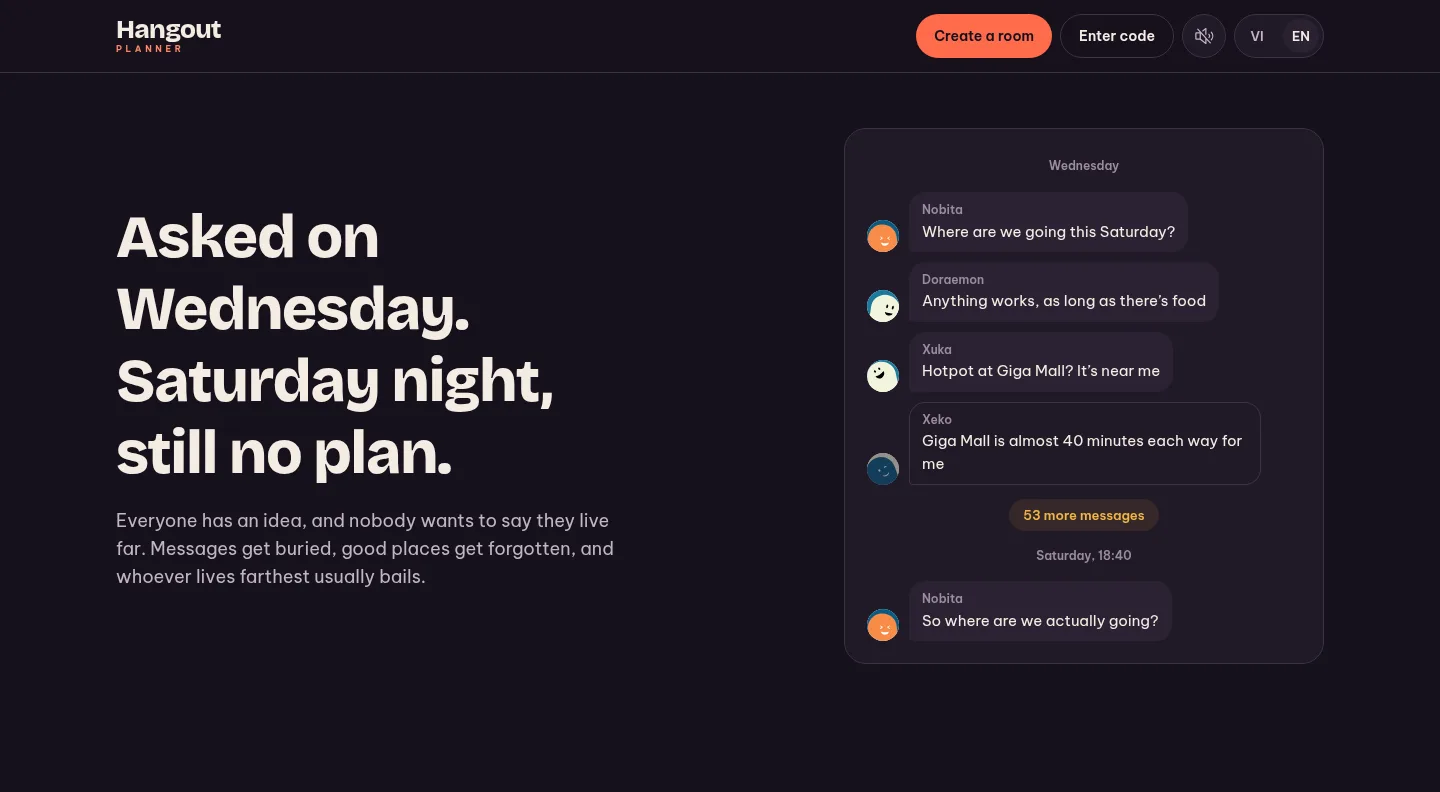 Hangout
PLANNER
Create a room
Enter code
VI
EN
Asked on
Wednesday.
Saturday night,
still no plan.
Everyone has an idea, and nobody wants to say they live
far. Messages get buried, good places get forgotten, and
whoever lives farthest usually bails.
Wednesday
Nobita
Where are we going this Saturday?
Doraemon
Anything works, as long as there’s food
Xuka
Hotpot at Giga Mall? It’s near me
Xeko
Giga Mall is almost 40 minutes each way for
me
53 more messages
Saturday, 18:40
Nobita
So where are we actually going?